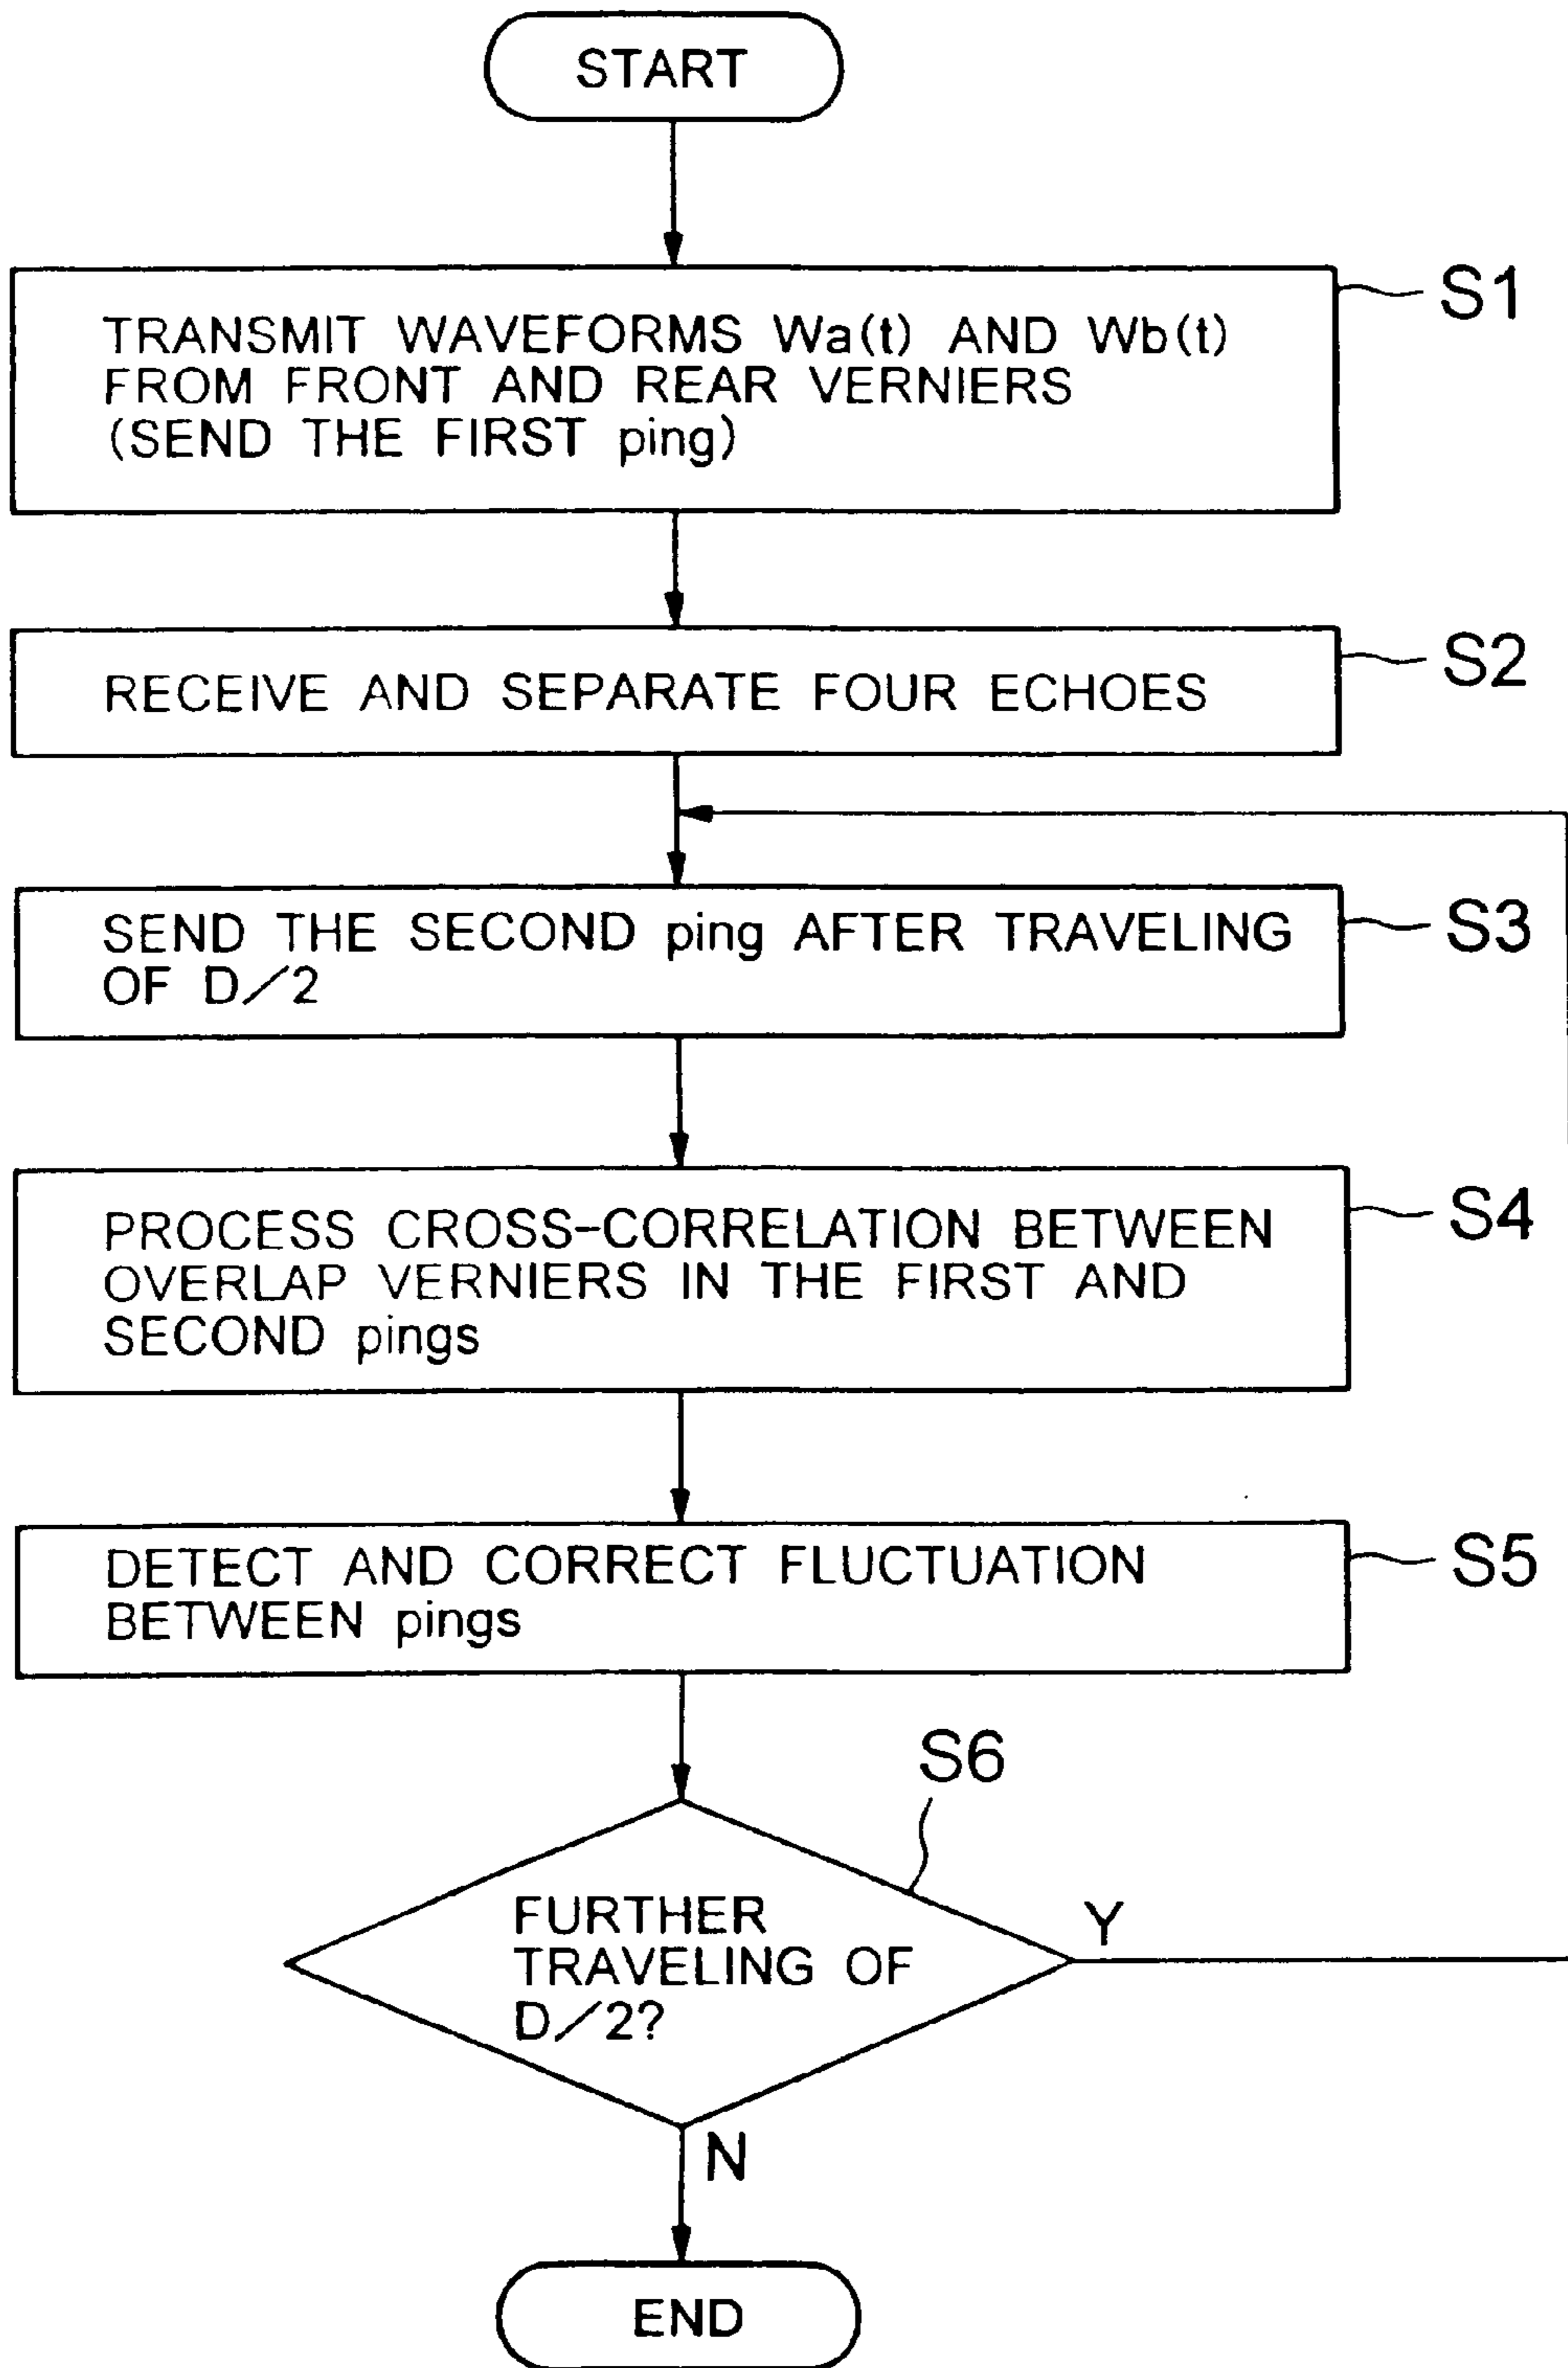 START
TRANSMIT WAVEFORMS Wa(t) AND Wb(t)
FROM FRONT AND REAR VERNIERS
(SEND THE FIRST ping)
S1
RECEIVE AND SEPARATE FOUR ECHOES
S2
SEND THE SECOND ping AFTER TRAVELING
OF D/2
S3
PROCESS CROSS-CORRELATION BETWEEN
OVERLAP VERNIERS IN THE FIRST AND
SECOND pings
S4
DETECT AND CORRECT FLUCTUATION
BETWEEN pings
S5
S6
FURTHER
TRAVELING OF
D/2?
Y
N
END